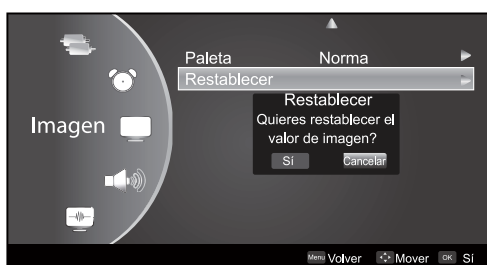 Paleta Norma
Restablecer
Imagen
Restablecer
Quieres restablecer el
valor de imagen?
Sí Cancelar
Menu Volver Mover OK Sí